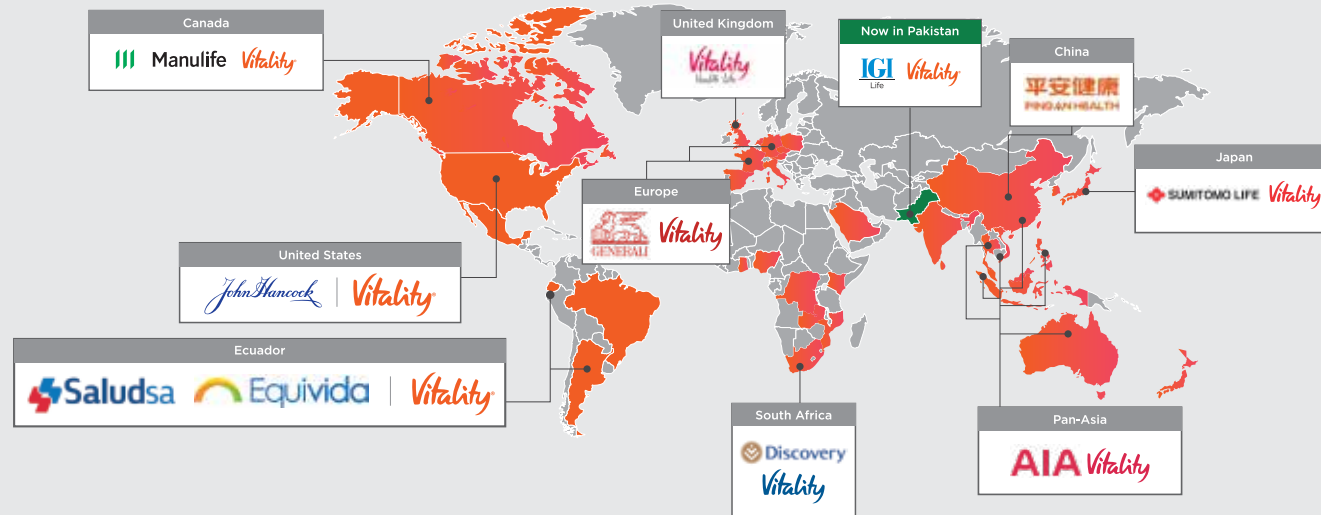 Canada
Manulife Vitality
United Kingdom
Vitality
Health Life
Now in Pakistan
IGI Vitality
Life
China
平安健康
PING AN HEALTH
Japan
SUMITOMO LIFE Vitality
Europe
GENERALI Vitality
United States
John Hancock Vitality
Ecuador
Saludsa Equivida Vitality
South Africa
Discovery
Vitality
Pan-Asia
AIA Vitality